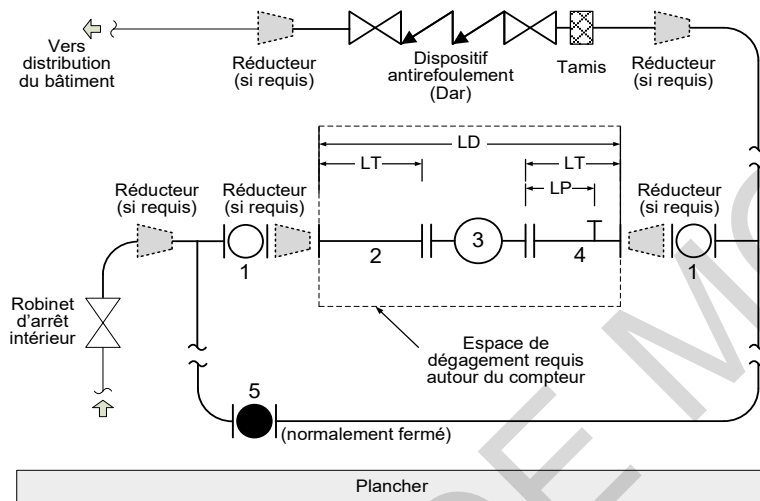 Vers
distribution
du bâtiment
Réducteur
(si requis)
Dispositif
antirefoulement
(Dar)
Tamis
Réducteur
(si requis)
LD
LT
LT
LP
Réducteur
(si requis)
Réducteur
(si requis)
Réducteur
(si requis)
1
2
3
4
1
Robinet
d'arrêt
intérieur
Espace de
dégagement requis
autour du compteur
5
(normalement fermé)
Plancher